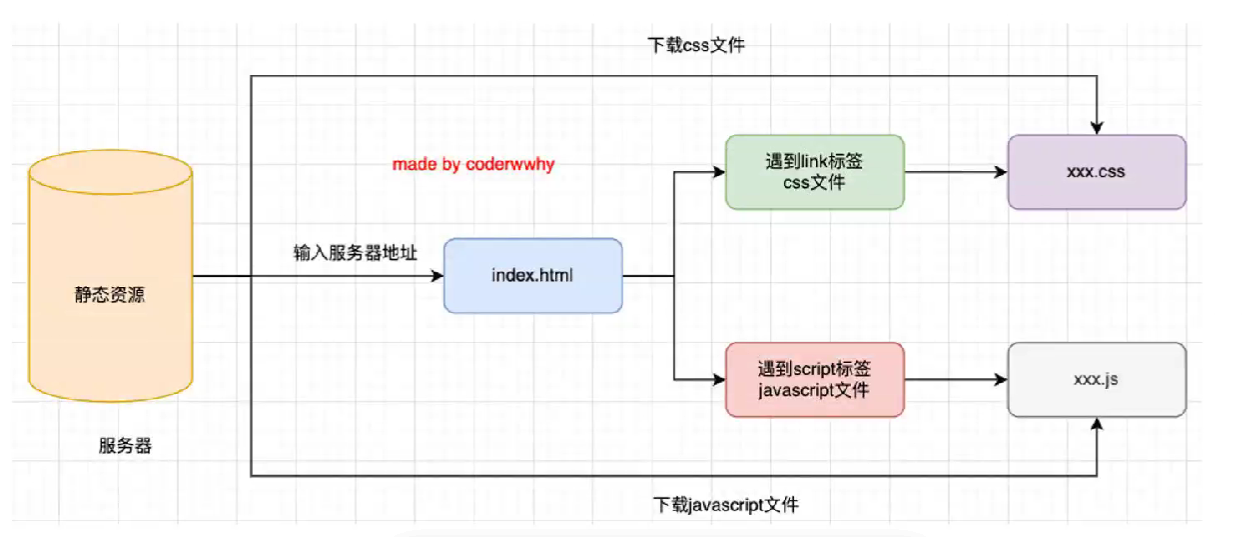 下载css文件
made by coderwwhy
遇到link标签
css文件
xxx.css
输入服务器地址
index.html
静态资源
遇到script标签
javascript文件
xxx.js
服务器
下载javascript文件